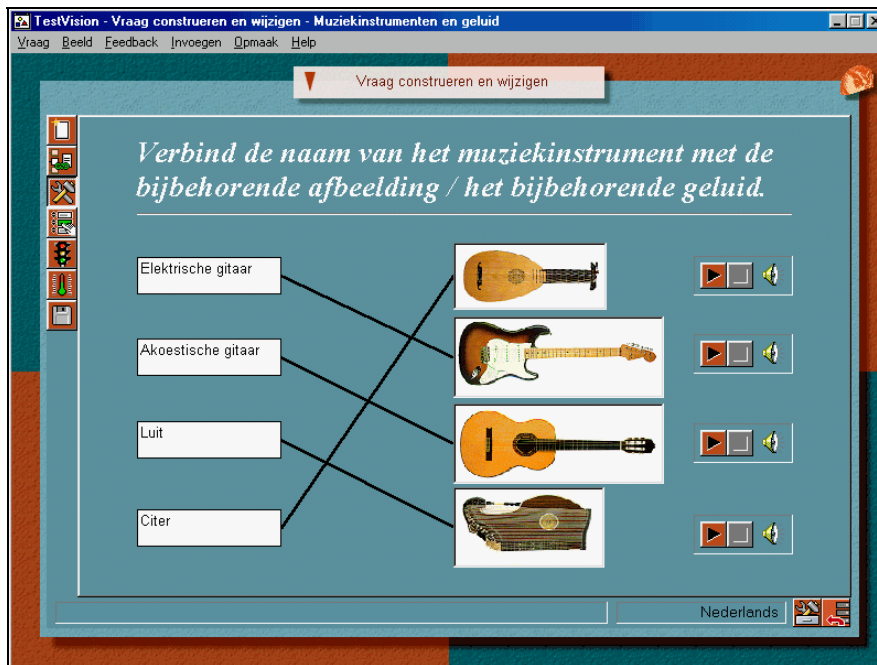 TestVision - Vraag construeren en wijzigen - Muziekinstrumenten en geluid
Vraag Beeld Feedback Invoegen Opmaak Help
Vraag construeren en wijzigen
Verbind de naam van het muziekinstrument met de
bijbehorende afbeelding / het bijbehorende geluid.
Elektrische gitaar
Akoestische gitaar
Luit
Citer
Nederlands